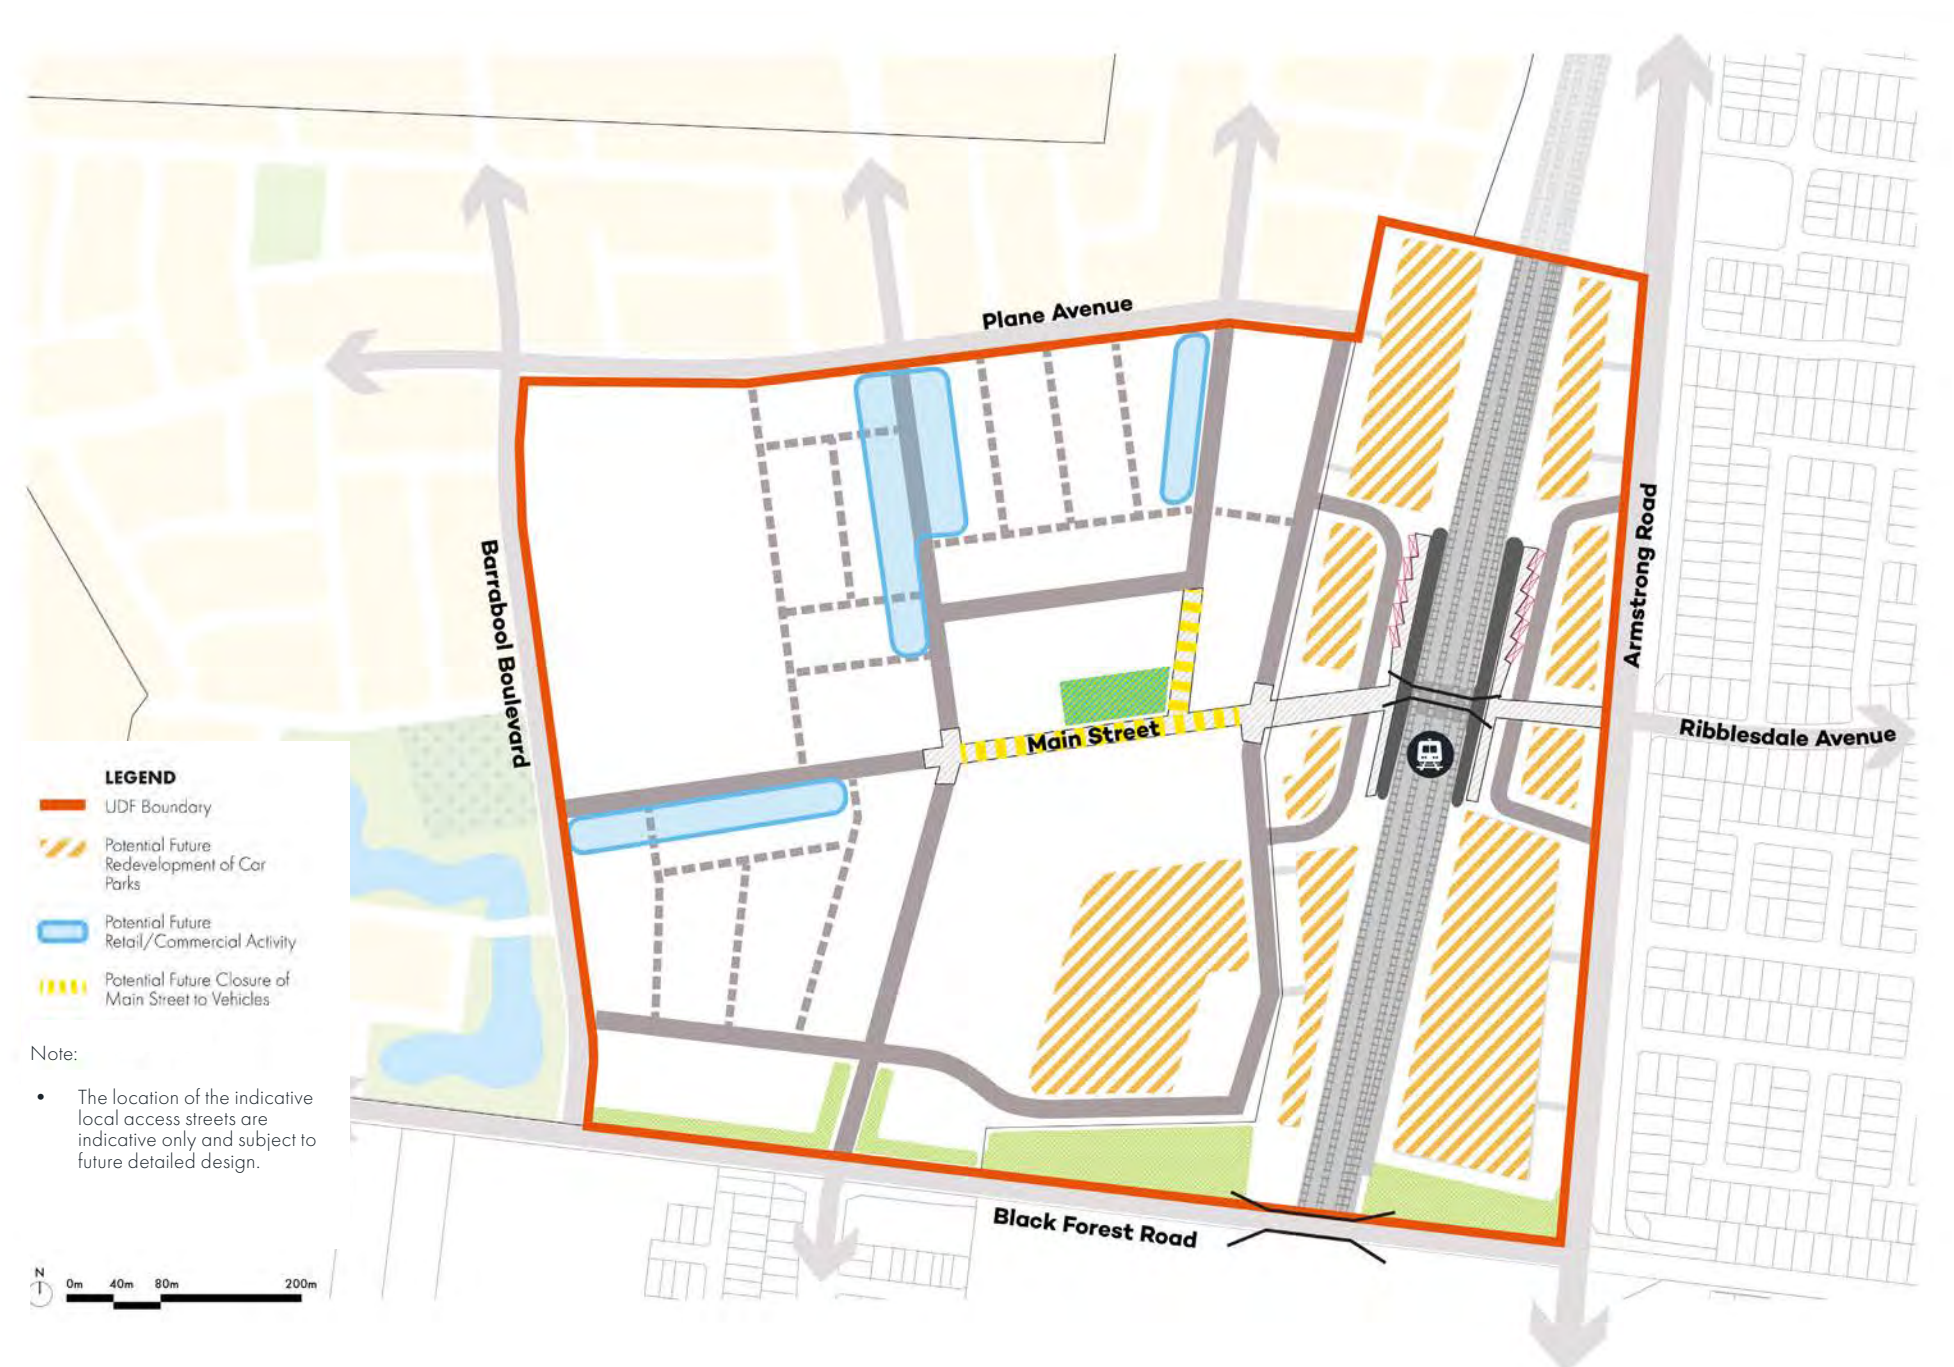 Plane Avenue
Barrabool Boulevard
Armstrong Road
Main Street
Ribblesdale Avenue
Black Forest Road
LEGEND
UDF Boundary
Potential Future
Redevelopment of Car
Parks
Potential Future
Retail/Commercial Activity
Potential Future Closure of
Main Street to Vehicles
Note:
• The location of the indicative
local access streets are
indicative only and subject to
future detailed design.
N
0m 40m 80m 200m